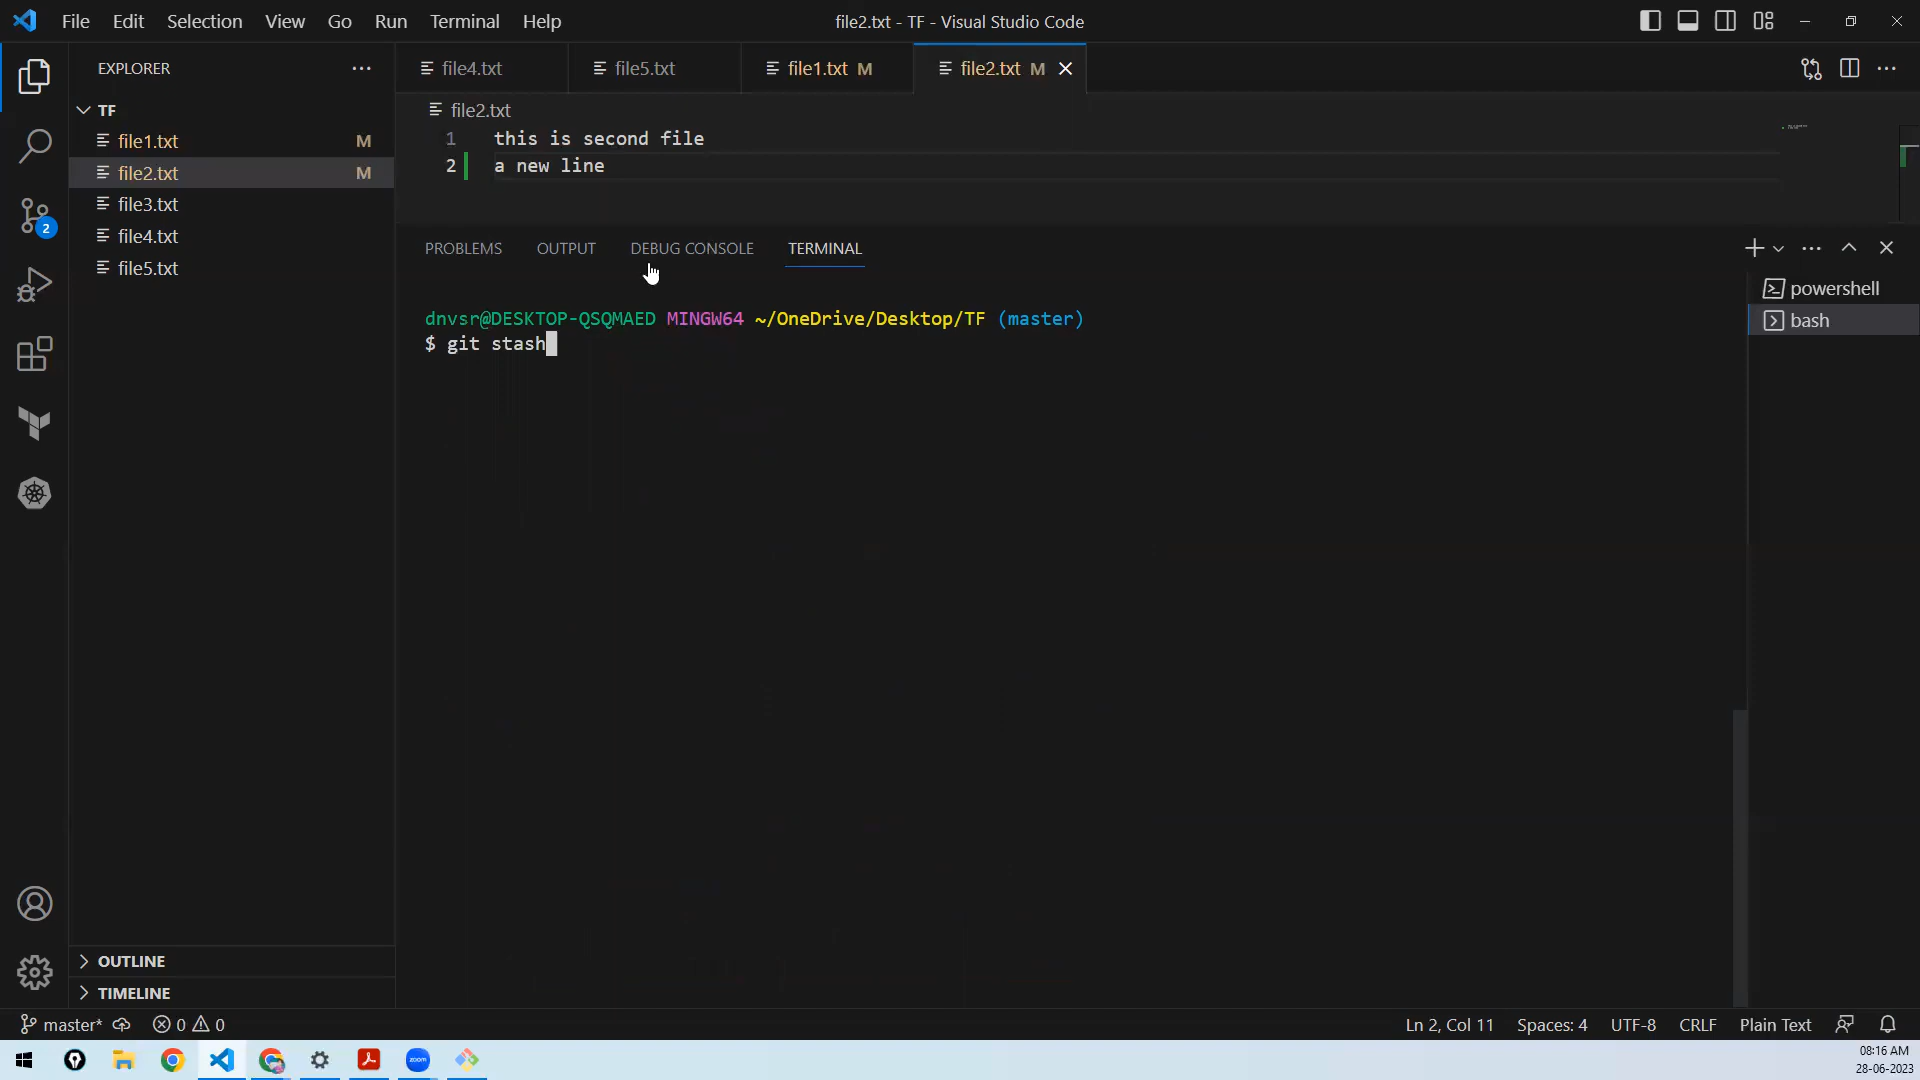 File Edit Selection View Go Run Terminal Help
file2.txt - TF - Visual Studio Code
EXPLORER
TF
file1.txt M
file2.txt M
file3.txt
file4.txt
file5.txt
OUTLINE
TIMELINE
file4.txt file5.txt file1.txt M file2.txt M
file2.txt
1 this is second file
2 a new line
PROBLEMS OUTPUT DEBUG CONSOLE TERMINAL
dnvsr@DESKTOP-QSQMAED MINGW64 ~/OneDrive/Desktop/TF (master)
$ git stash
powershell
bash
2
master* 0 0 Ln 2, Col 11 Spaces: 4 UTF-8 CRLF Plain Text
zoom
08:16 AM
28-06-2023